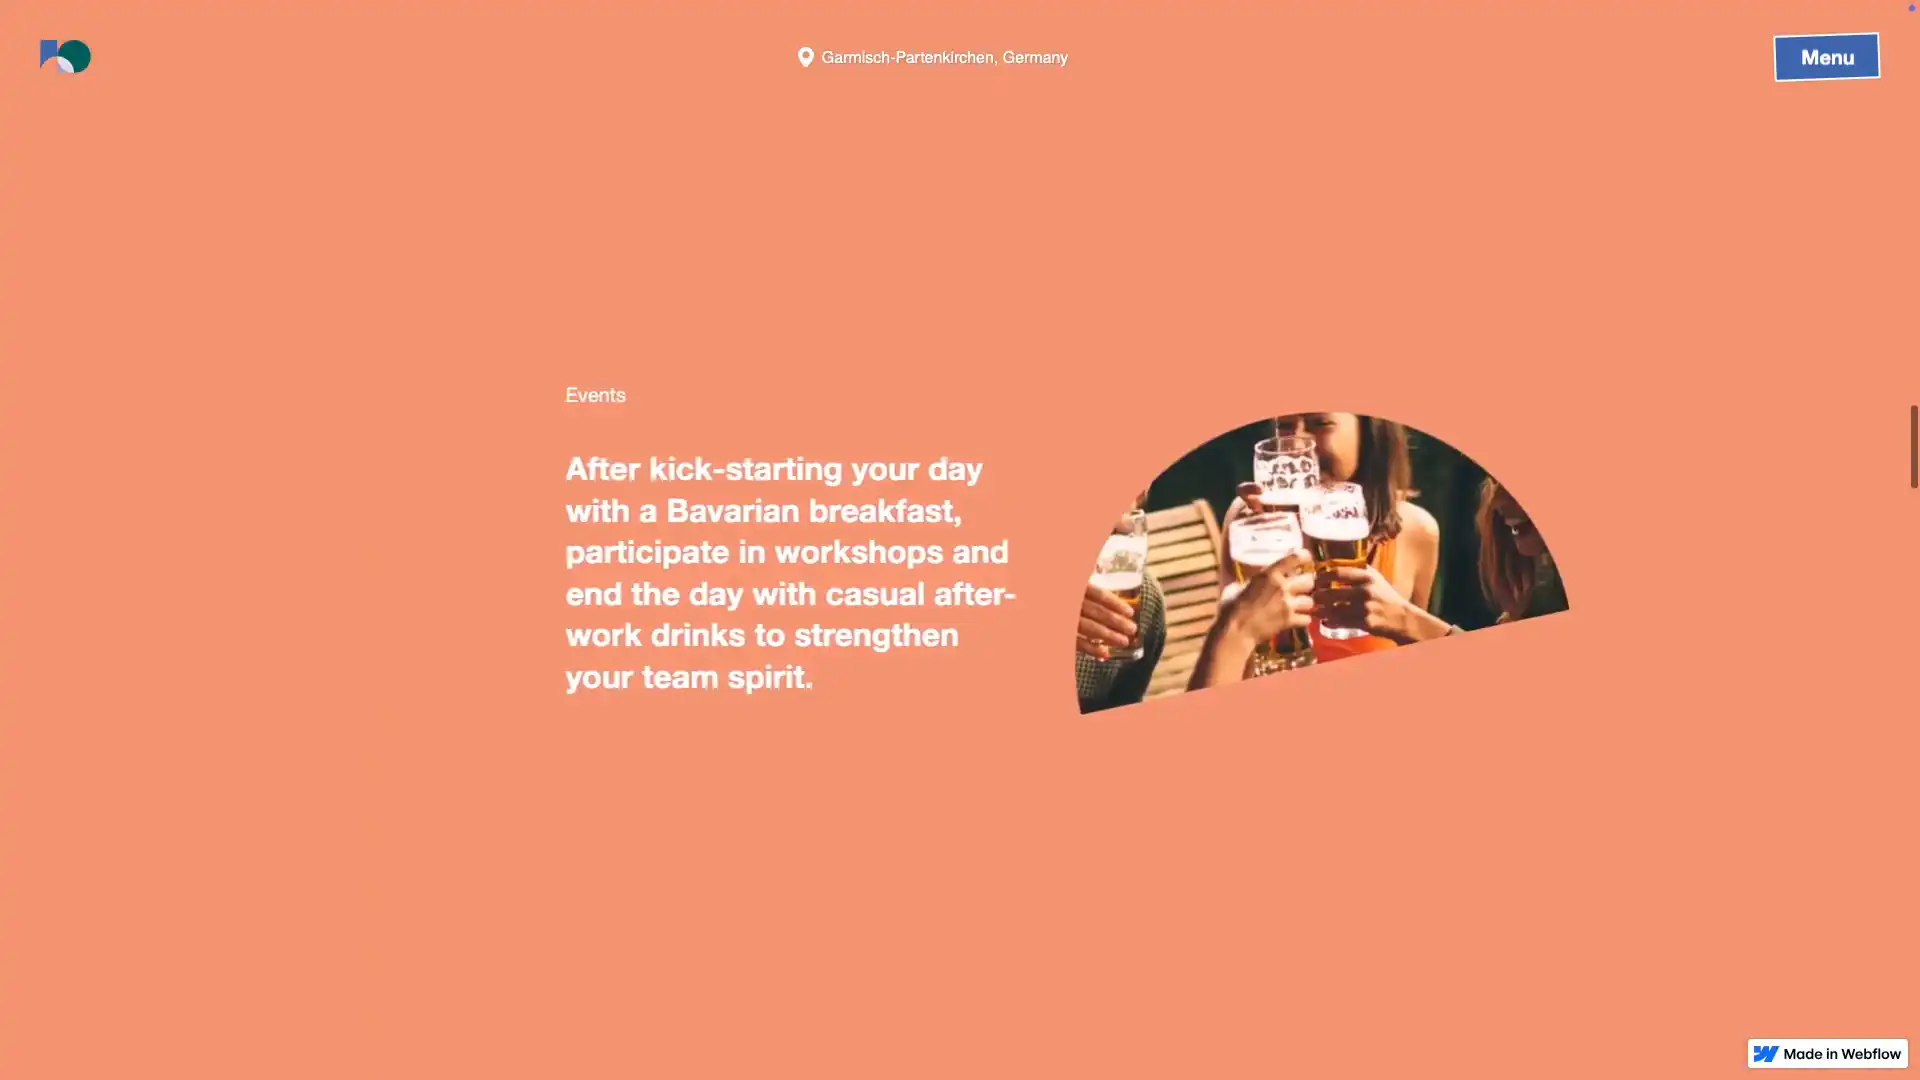 Garmisch-Partenkirchen, Germany
Menu
Events
After kick-starting your day
with a Bavarian breakfast,
participate in workshops and
end the day with casual after-
work drinks to strengthen
your team spirit.
Made in Webflow